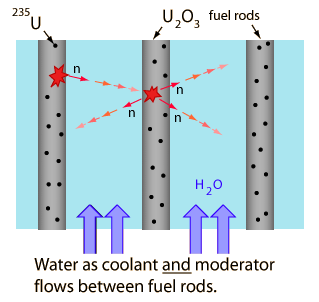 ²³⁵U
U₂O₃ fuel rods
n
n
n
n
H₂O
Water as coolant and moderator
flows between fuel rods.